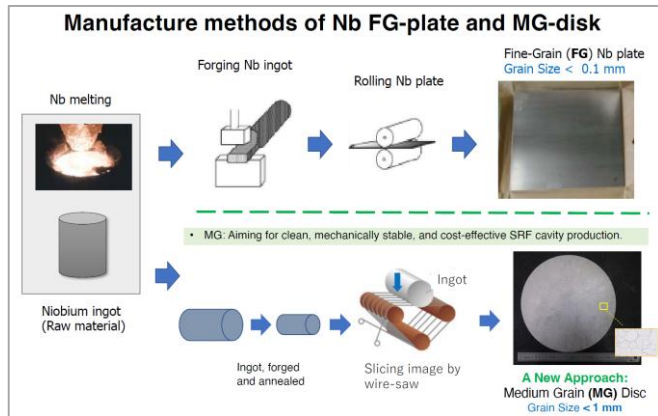 Manufacture methods of Nb FG-plate and MG-disk
Nb melting
Niobium ingot
(Raw material)
Forging Nb ingot
Rolling Nb plate
Fine-Grain (FG) Nb plate
Grain Size < 0.1 mm
• MG: Aiming for clean, mechanically stable, and cost-effective SRF cavity production.
Ingot, forged
and annealed
Ingot
Slicing image by
wire-saw
A New Approach:
Medium Grain (MG) Disc
Grain Size < 1 mm